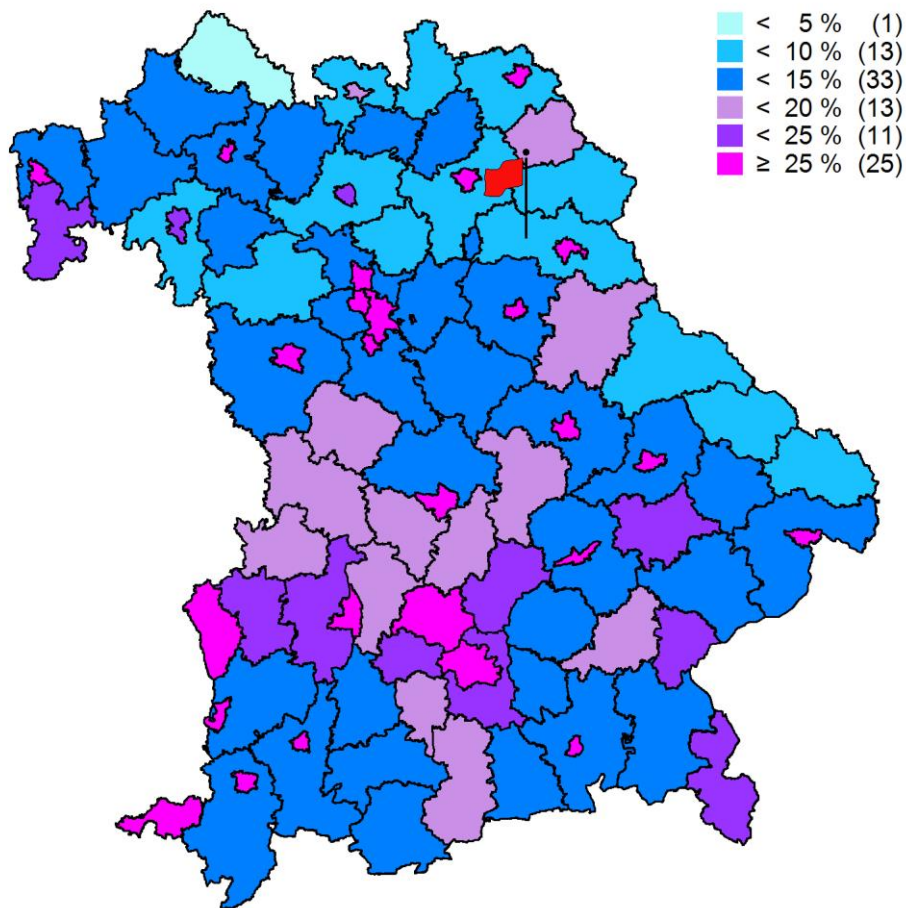 < 5 % (1)
< 10 % (13)
< 15 % (33)
< 20 % (13)
< 25 % (11)
≥ 25 % (25)